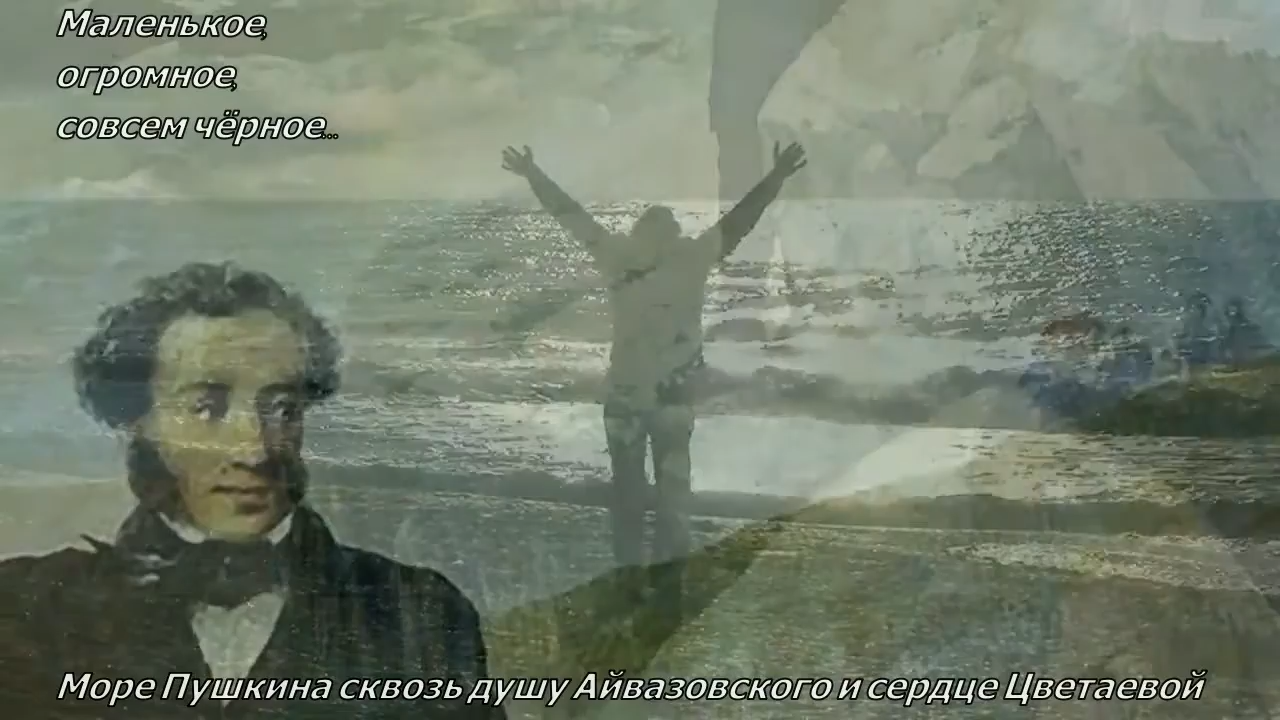 Маленькое,
огромное,
совсем чёрное...
Море Пушкина сквозь душу Айвазовского и сердце Цветаевой